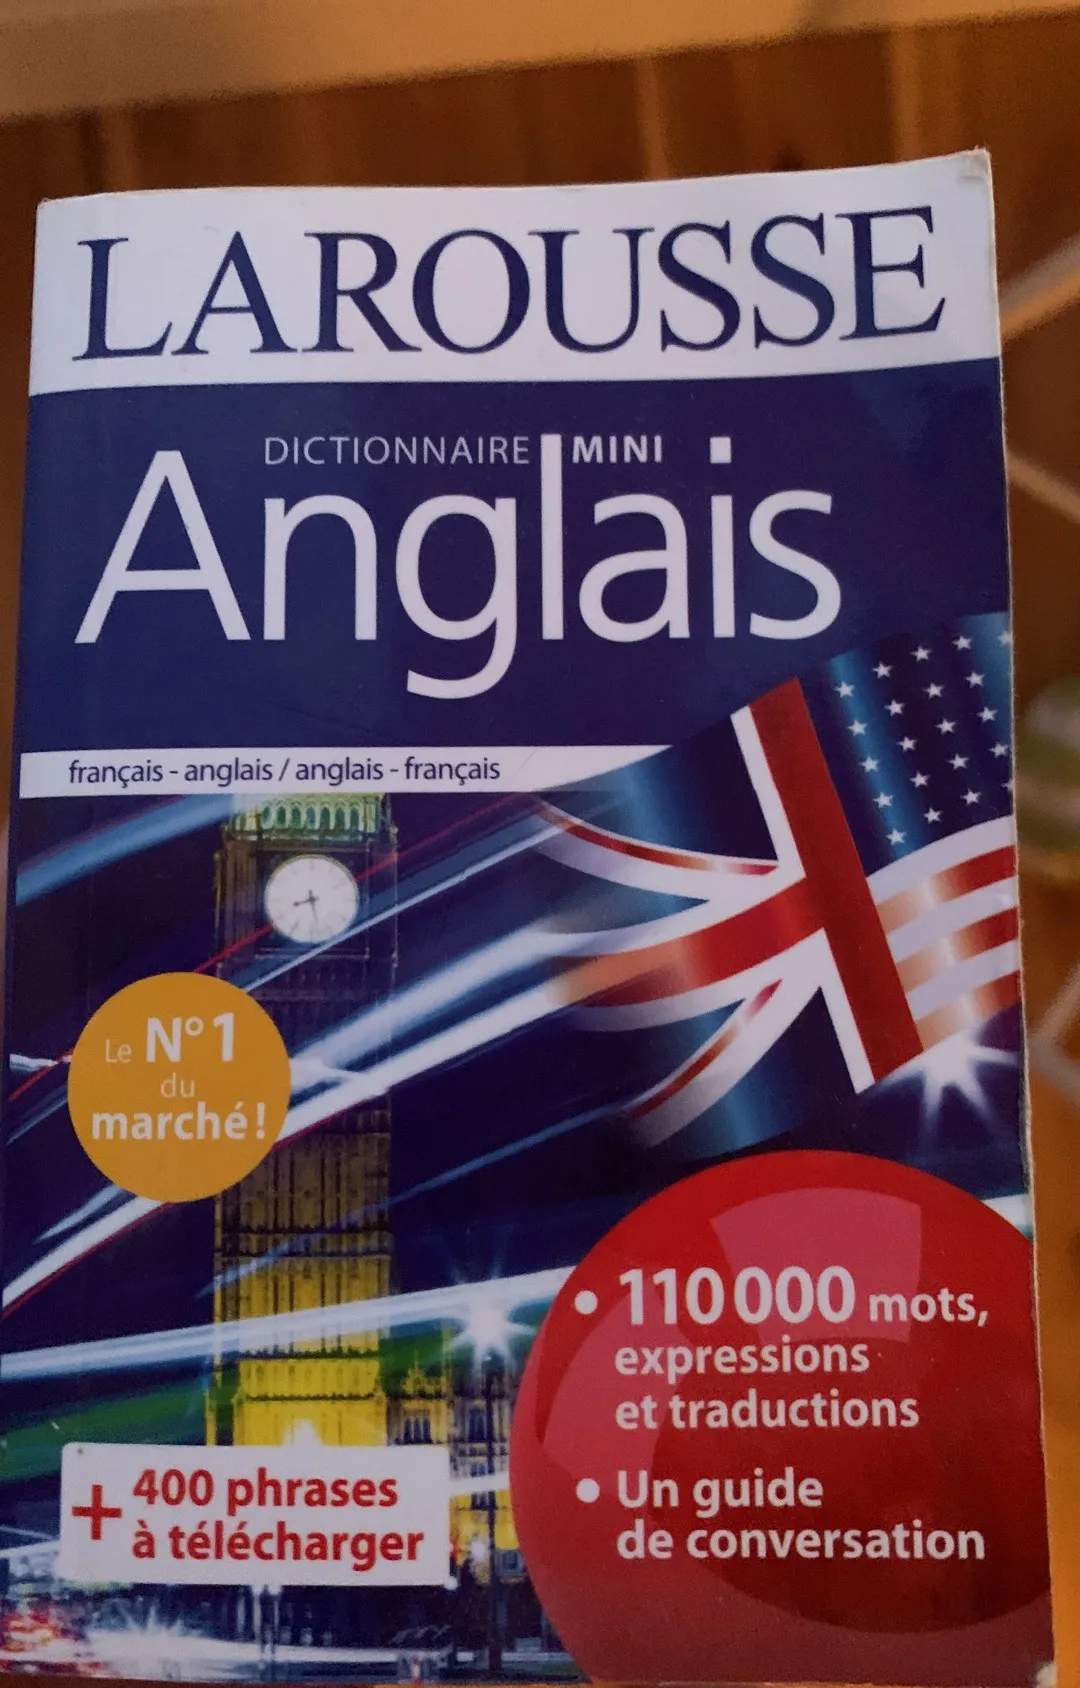 LAROUSSE
DICTIONNAIRE MINI
Anglais
français - anglais / anglais - français
Le N° 1
du
marché !
• 110 000 mots,
expressions
et traductions
• Un guide
de conversation
+ 400 phrases
à télécharger